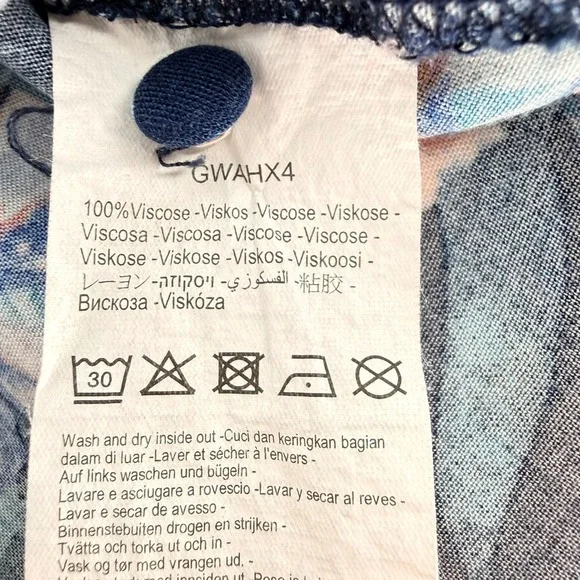 GWAHX4
100%Viscose -Viskos -Viscose -Viskose -
Viscosa -Viscosa -Viscose -Viscose -
Viskose -Viskose -Viskos -Viskoosi -
レーヨン- ויסקוזה- الفسكوزي -粘胶 -
Вискоза -Viskóza
30
Wash and dry inside out -Cuci dan keringkan bagian
dalam di luar -Laver et sécher à l'envers -
Auf links waschen und bügeln -
Lavare e asciugare a rovescio -Lavar y secar al reves -
Lavar e secar do avesso -
Binnenstebuiten drogen en strijken -
Tvätta och torka ut och in -
Vask og tør med vrangen ud. -